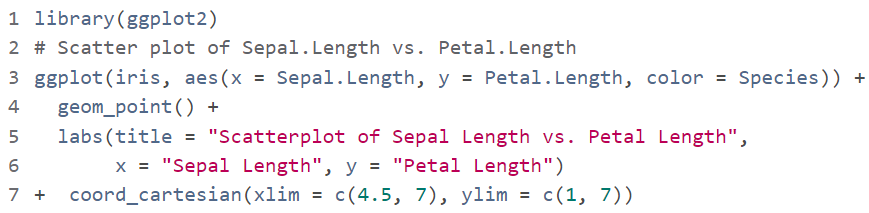 1 library(ggplot2)
2 # Scatter plot of Sepal.Length vs. Petal.Length
3 ggplot(iris, aes(x = Sepal.Length, y = Petal.Length, color = Species)) +
4   geom_point() +
5   labs(title = "Scatterplot of Sepal Length vs. Petal Length",
6        x = "Sepal Length", y = "Petal Length")
7 +  coord_cartesian(xlim = c(4.5, 7), ylim = c(1, 7))